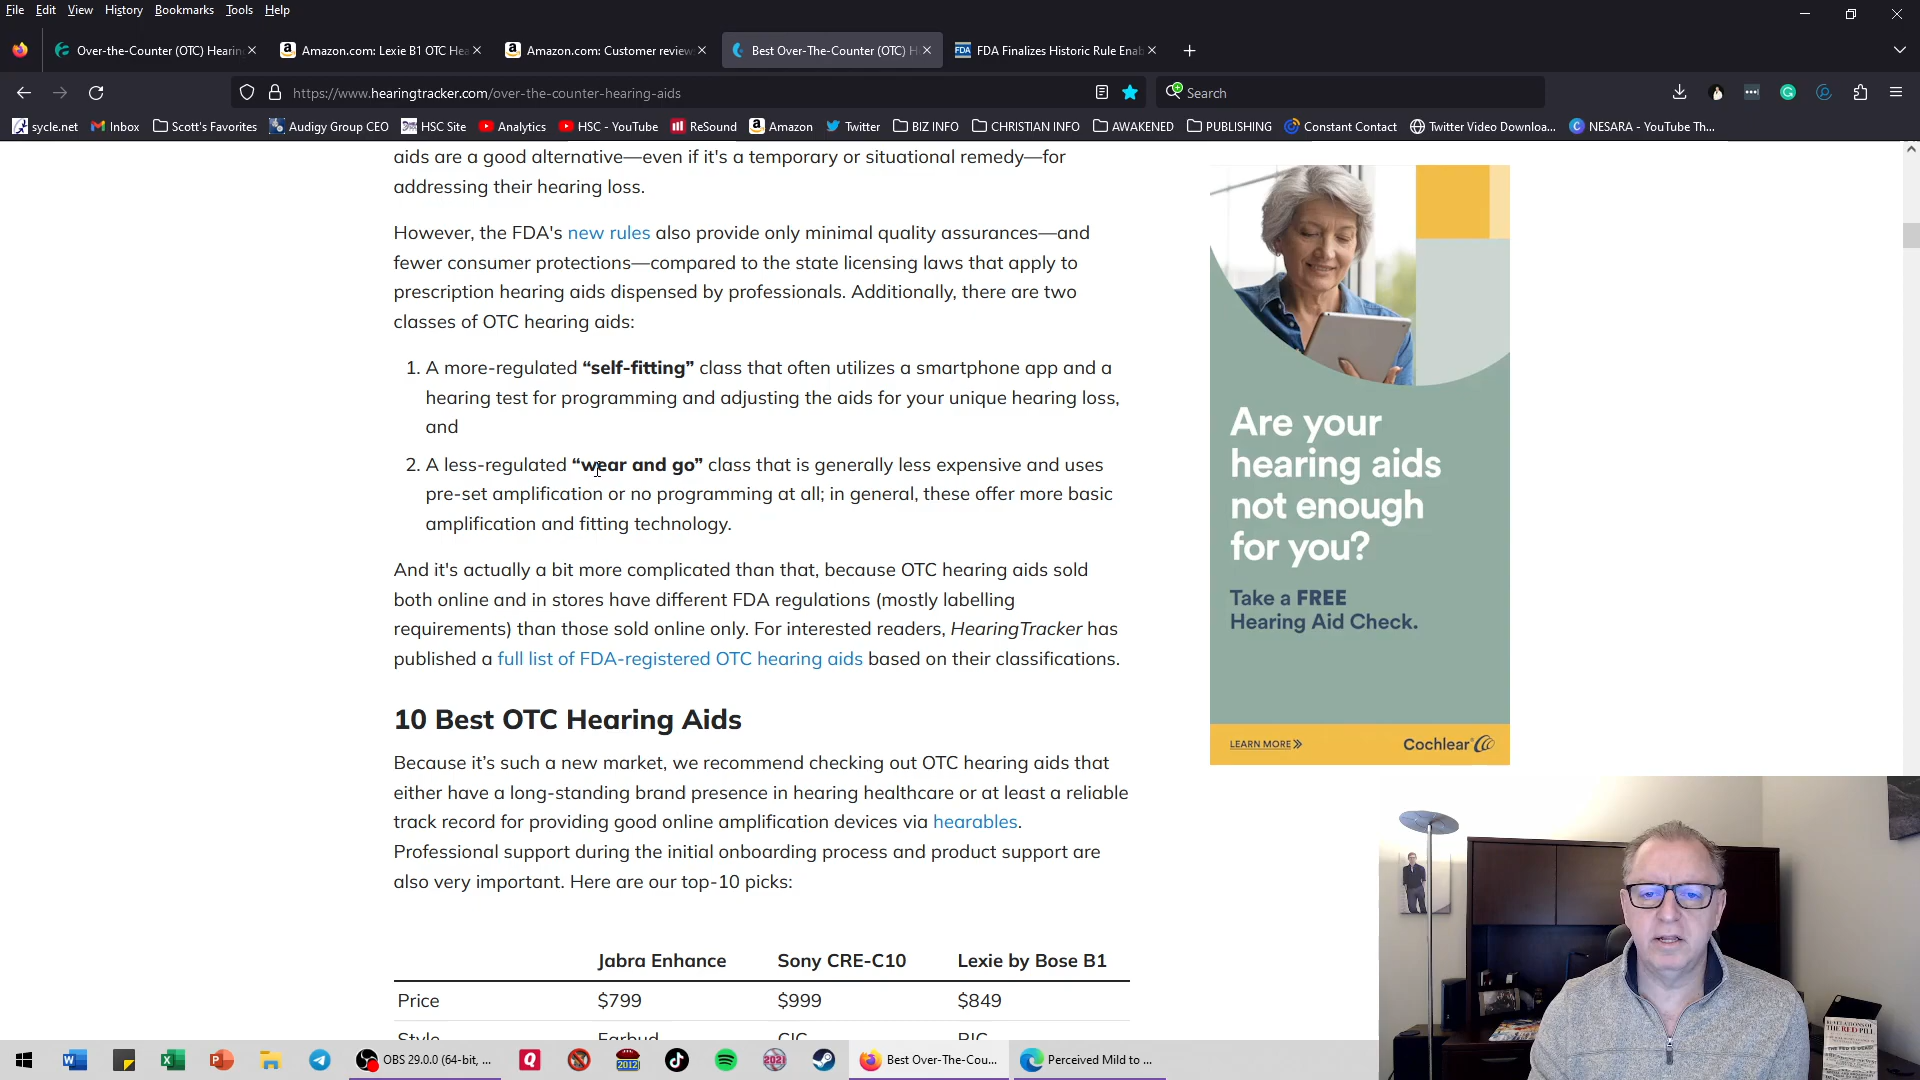 File Edit View History Bookmarks Tools Help
Over-the-Counter (OTC) Hearin
Amazon.com: Lexie B1 OTC Hea
Amazon.com: Customer review
Best Over-The-Counter (OTC) H
FDA FDA Finalizes Historic Rule Enab
https://www.hearingtracker.com/over-the-counter-hearing-aids
Search
sycle.net Inbox Scott's Favorites Audigy Group CEO HSC Site Analytics HSC - YouTube ReSound Amazon Twitter BIZ INFO CHRISTIAN INFO AWAKENED PUBLISHING Constant Contact Twitter Video Downloa... NESARA - YouTube Th...
aids are a good alternative—even if it's a temporary or situational remedy—for
addressing their hearing loss.
However, the FDA's new rules also provide only minimal quality assurances—and
fewer consumer protections—compared to the state licensing laws that apply to
prescription hearing aids dispensed by professionals. Additionally, there are two
classes of OTC hearing aids:
1. A more-regulated “self-fitting” class that often utilizes a smartphone app and a
hearing test for programming and adjusting the aids for your unique hearing loss,
and
2. A less-regulated “wear and go” class that is generally less expensive and uses
pre-set amplification or no programming at all; in general, these offer more basic
amplification and fitting technology.
And it's actually a bit more complicated than that, because OTC hearing aids sold
both online and in stores have different FDA regulations (mostly labelling
requirements) than those sold online only. For interested readers, HearingTracker has
published a full list of FDA-registered OTC hearing aids based on their classifications.
10 Best OTC Hearing Aids
Because it’s such a new market, we recommend checking out OTC hearing aids that
either have a long-standing brand presence in hearing healthcare or at least a reliable
track record for providing good online amplification devices via hearables.
Professional support during the initial onboarding process and product support are
also very important. Here are our top-10 picks:
Jabra Enhance Sony CRE-C10 Lexie by Bose B1
Price $799 $999 $849
Style Earbud CIC RIC
Are your
hearing aids
not enough
for you?
Take a FREE
Hearing Aid Check.
LEARN MORE
Cochlear
THE RED PILL
OBS 29.0.0 (64-bit, ...
2012
2021
Best Over-The-Cou...
Perceived Mild to ...